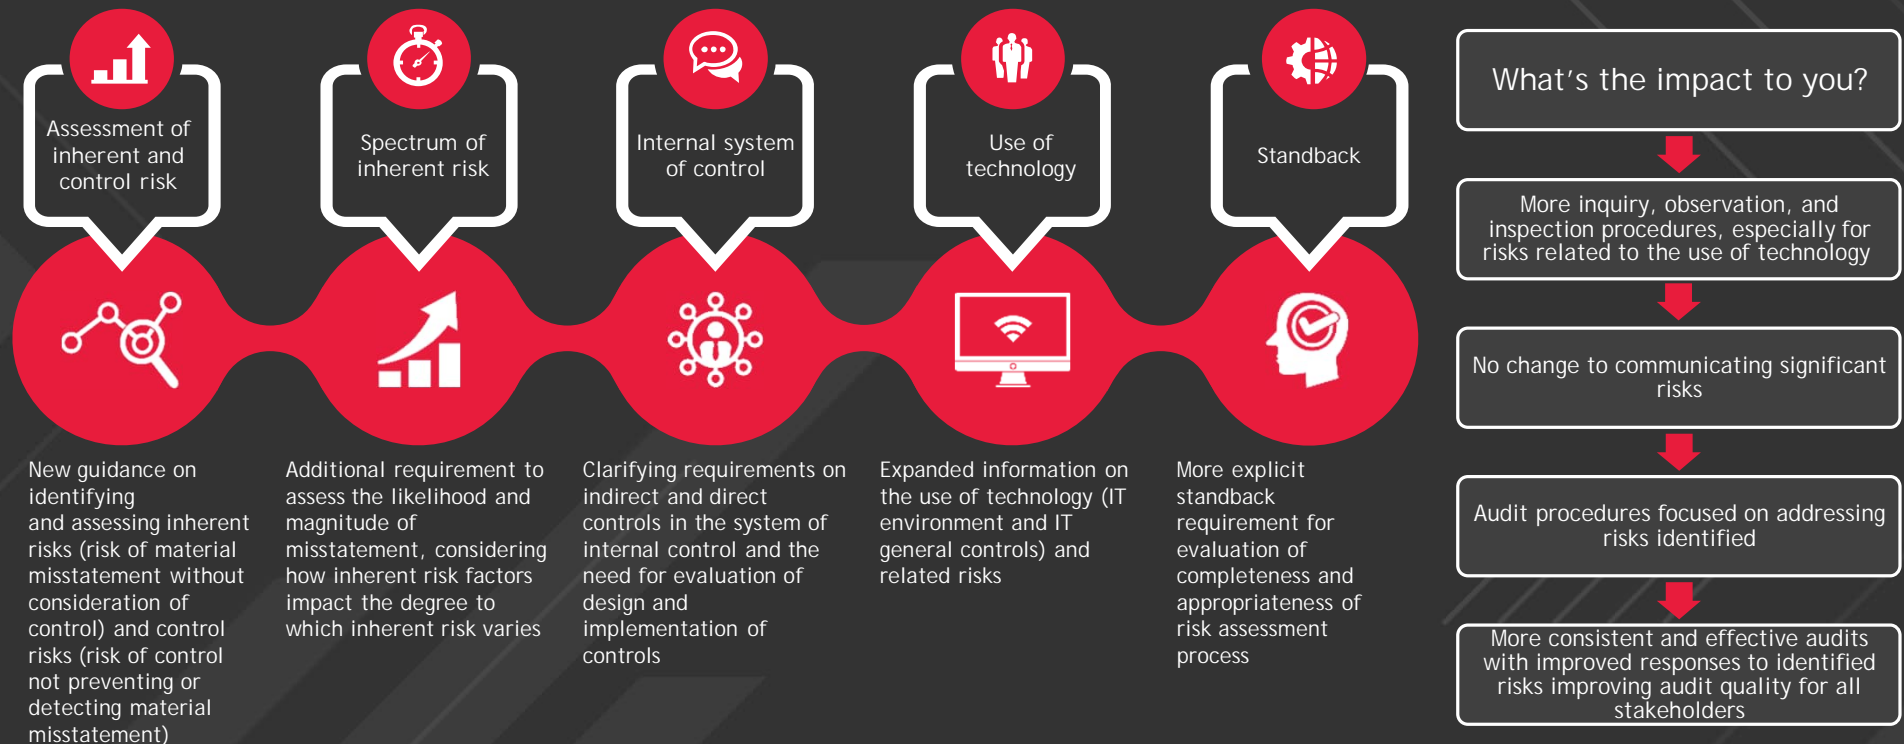 Assessment of
inherent and
control risk
New guidance on
identifying
and assessing inherent
risks (risk of material
misstatement without
consideration of
control) and control
risks (risk of control
not preventing or
detecting material
misstatement)
Spectrum of
inherent risk
Additional requirement to
assess the likelihood and
magnitude of
misstatement, considering
how inherent risk factors
impact the degree to
which inherent risk varies
Internal system
of control
Clarifying requirements on
indirect and direct
controls in the system of
internal control and the
need for evaluation of
design and
implementation of
controls
Use of
technology
Expanded information on
the use of technology (IT
environment and IT
general controls) and
related risks
Standback
More explicit
standback
requirement for
evaluation of
completeness and
appropriateness of
risk assessment
process
What's the impact to you?
More inquiry, observation, and
inspection procedures, especially for
risks related to the use of technology
No change to communicating significant
risks
Audit procedures focused on addressing
risks identified
More consistent and effective audits
with improved responses to identified
risks improving audit quality for all
stakeholders